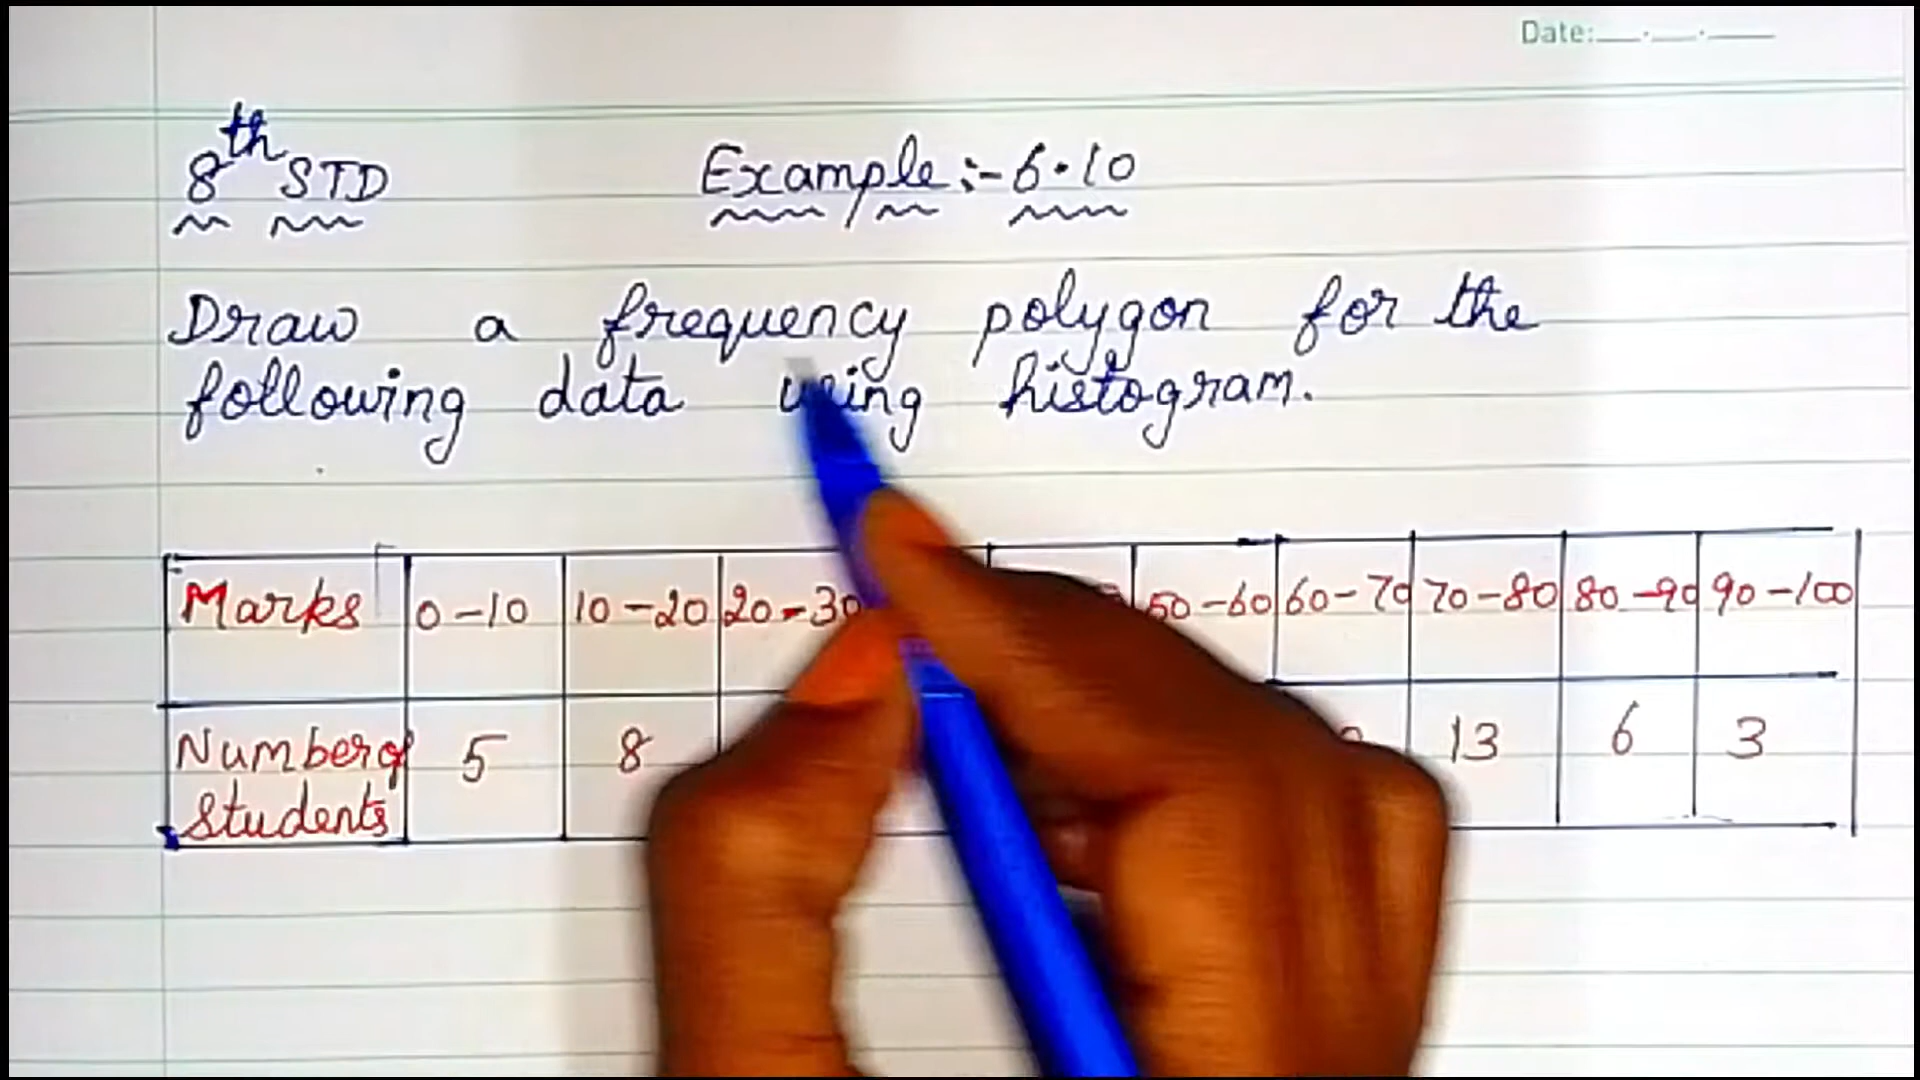 Date:
8th STD Example:- 6.10
Draw a frequency polygon for the
following data using histogram.
Marks 0-10 10-20 20-30 50-60 60-70 70-80 80-90 90-100
Number of 5 8 13 6 3
students